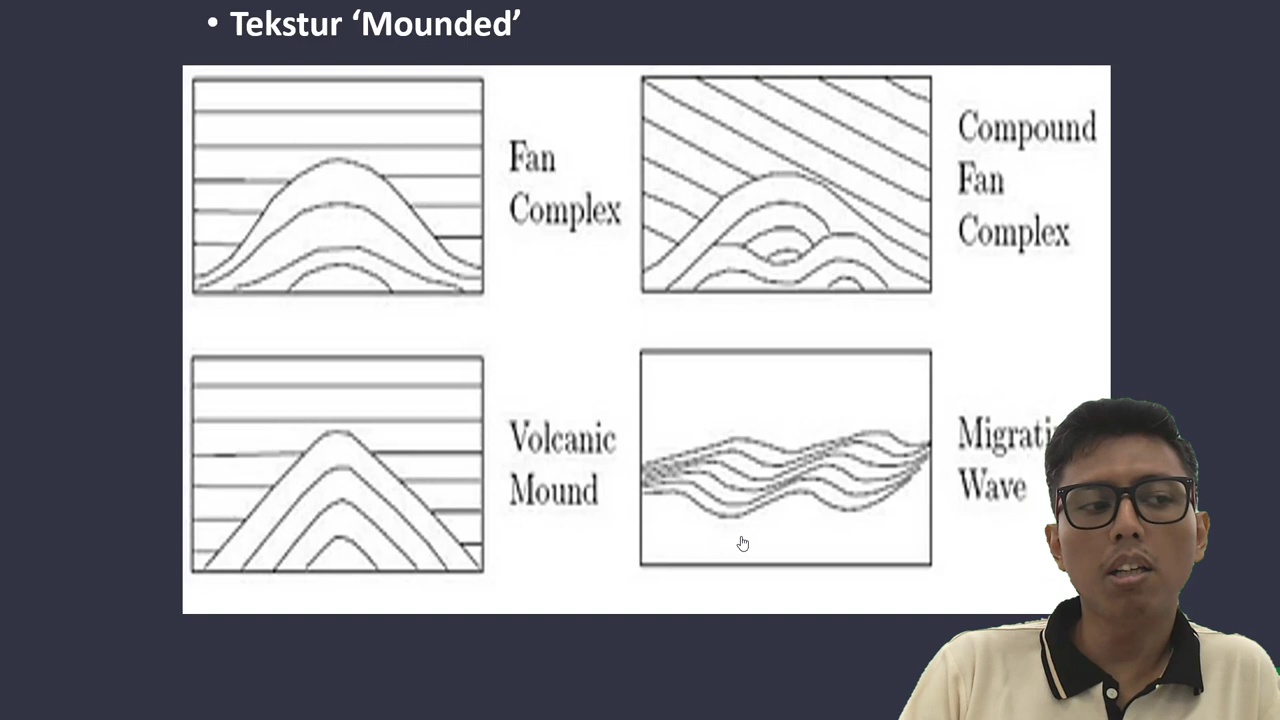 • Tekstur ‘Mounded’
Fan
Complex
Compound
Fan
Complex
Volcanic
Mound
Wave